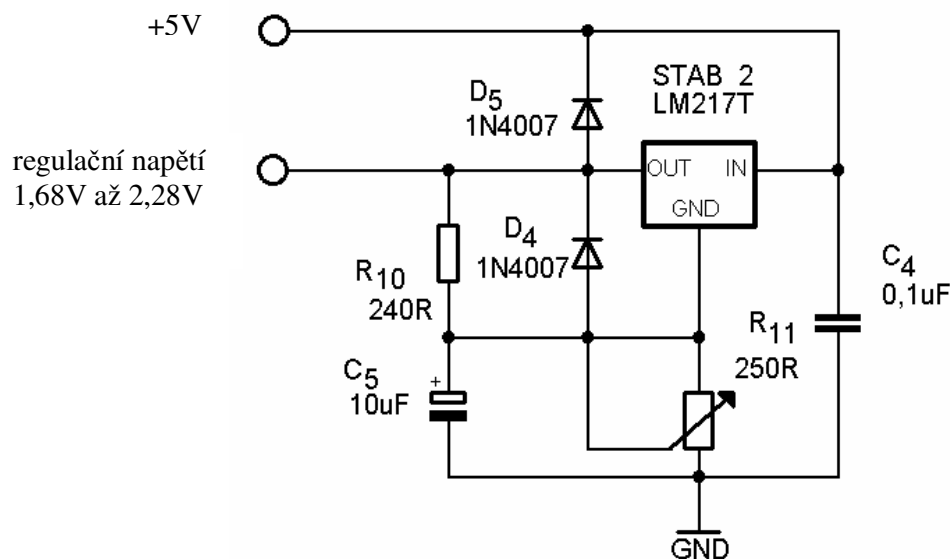 +5V
STAB 2
LM217T
D5
1N4007
regulační napětí
1,68V až 2,28V
OUT IN
GND
D4
1N4007
R10
240R
C4
0,1uF
R11
250R
C5
+
10uF
GND